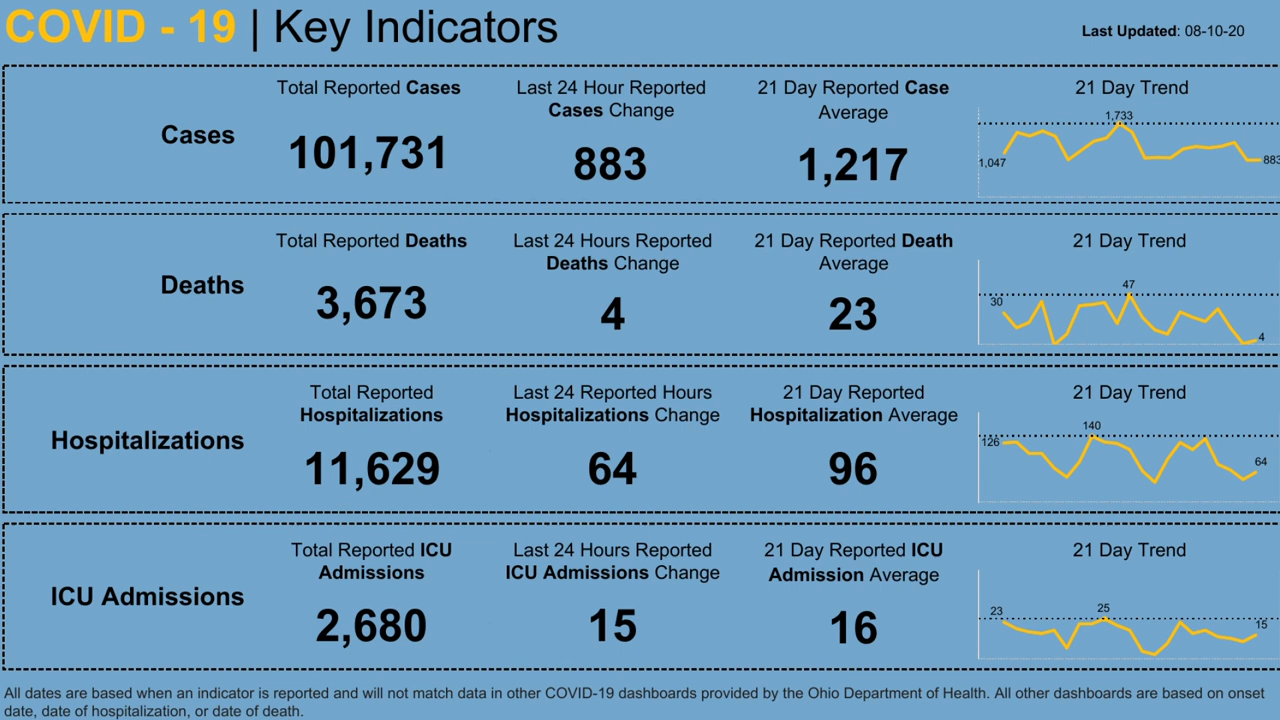 COVID - 19 | Key Indicators
Last Updated: 08-10-20
Cases
Total Reported Cases
101,731
Last 24 Hour Reported
Cases Change
883
21 Day Reported Case
Average
1,217
21 Day Trend
1,733
1,047
883
Deaths
Total Reported Deaths
3,673
Last 24 Hours Reported
Deaths Change
4
21 Day Reported Death
Average
23
21 Day Trend
47
30
4
Hospitalizations
Total Reported
Hospitalizations
11,629
Last 24 Reported Hours
Hospitalizations Change
64
21 Day Reported
Hospitalization Average
96
21 Day Trend
140
126
64
ICU Admissions
Total Reported ICU
Admissions
2,680
Last 24 Hours Reported
ICU Admissions Change
15
21 Day Reported ICU
Admission Average
16
21 Day Trend
23
25
15
All dates are based when an indicator is reported and will not match data in other COVID-19 dashboards provided by the Ohio Department of Health. All other dashboards are based on onset
date, date of hospitalization, or date of death.